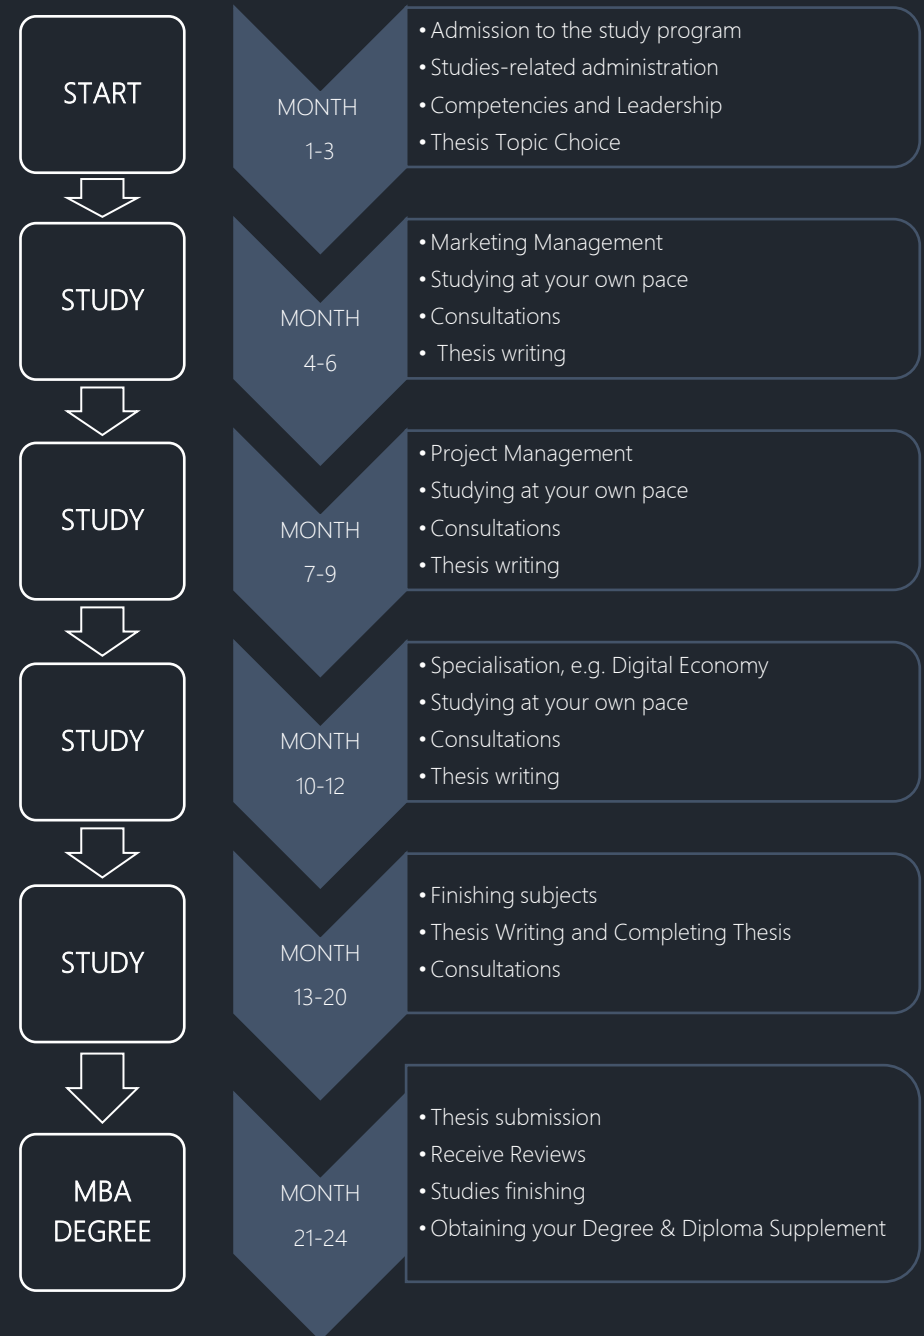 START
MONTH
1-3
• Admission to the study program
• Studies-related administration
• Competencies and Leadership
• Thesis Topic Choice
STUDY
MONTH
4-6
• Marketing Management
• Studying at your own pace
• Consultations
• Thesis writing
STUDY
MONTH
7-9
• Project Management
• Studying at your own pace
• Consultations
• Thesis writing
STUDY
MONTH
10-12
• Specialisation, e.g. Digital Economy
• Studying at your own pace
• Consultations
• Thesis writing
STUDY
MONTH
13-20
• Finishing subjects
• Thesis Writing and Completing Thesis
• Consultations
MBA
DEGREE
MONTH
21-24
• Thesis submission
• Receive Reviews
• Studies finishing
• Obtaining your Degree & Diploma Supplement